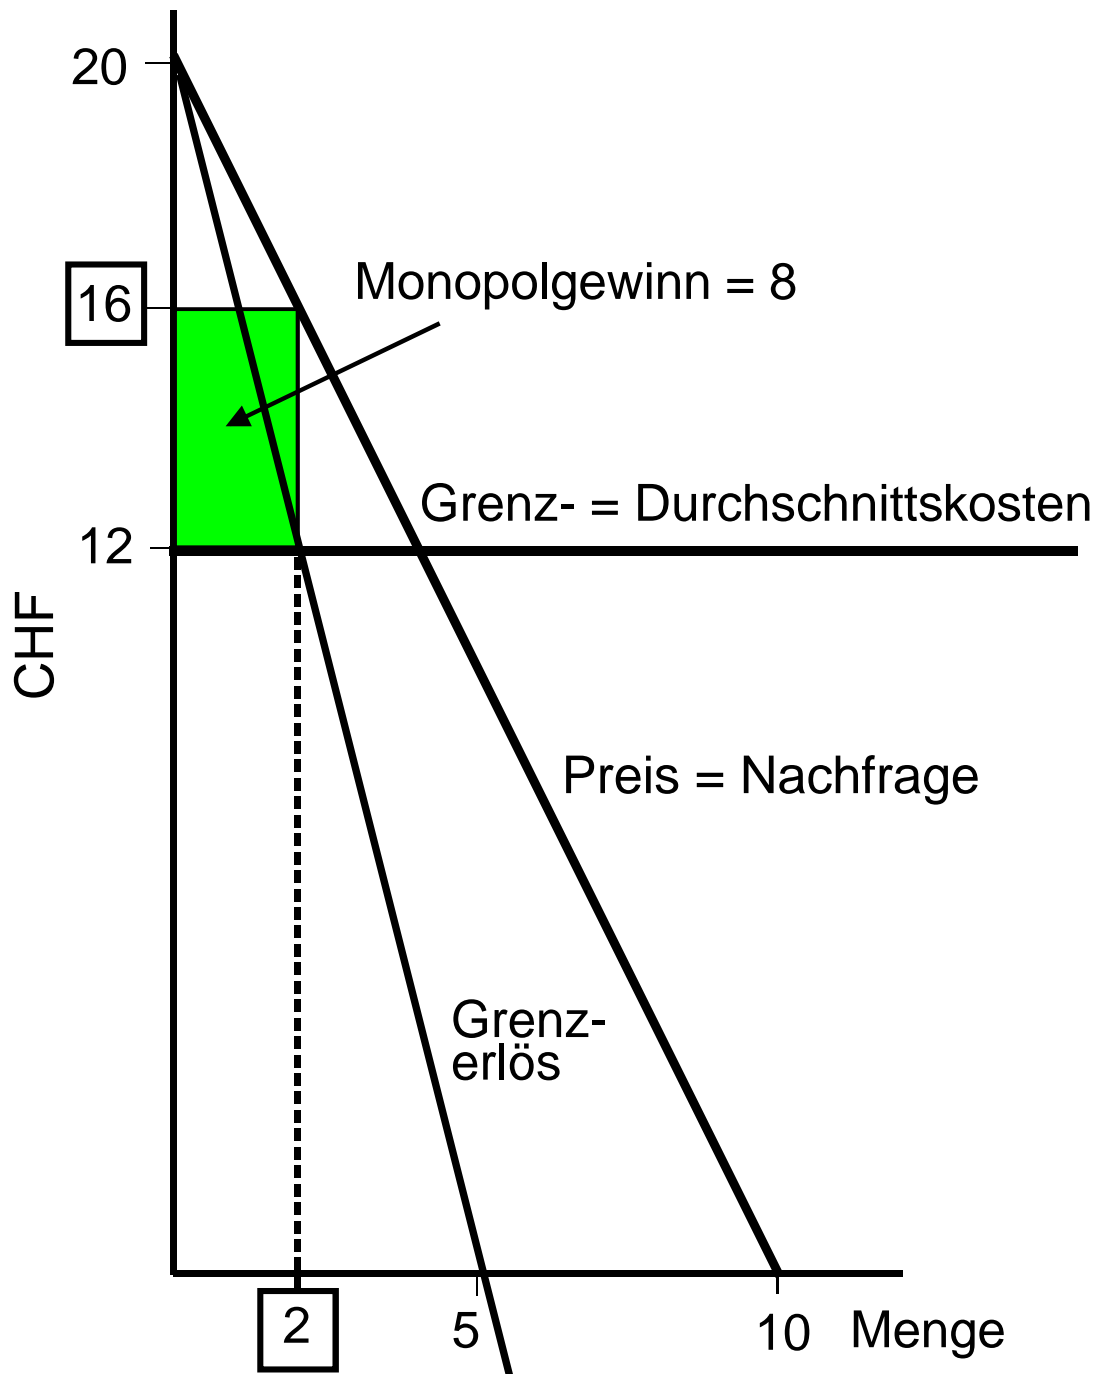 20
16
Monopolgewinn = 8
Grenz- = Durchschnittskosten
12
CHF
Preis = Nachfrage
Grenz-
erlös
2
5
10
Menge